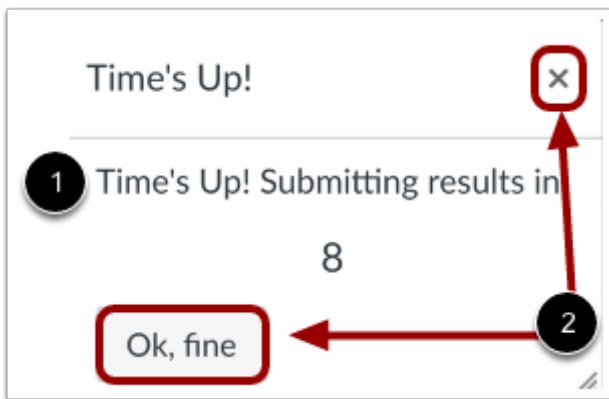 Time's Up! ×
1 Time's Up! Submitting results in
8
2
Ok, fine